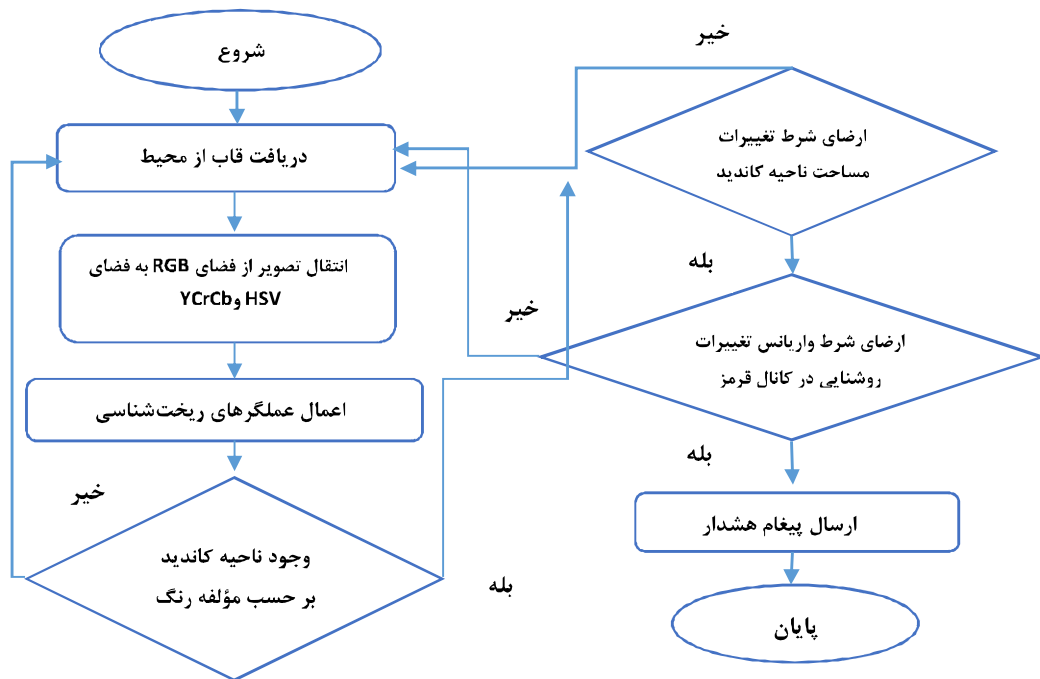 شروع
دریافت قاب از محیط
انتقال تصویر از فضای RGB به فضای
YCrCb و HSV
اعمال عملگرهای ریخت‌شناسی
خیر
وجود ناحیه کاندید
بر حسب مؤلفه رنگ
بله
خیر
ارضای شرط تغییرات
مساحت ناحیه کاندید
بله
خیر
ارضای شرط واریانس تغییرات
روشنایی در کانال قرمز
بله
ارسال پیغام هشدار
پایان